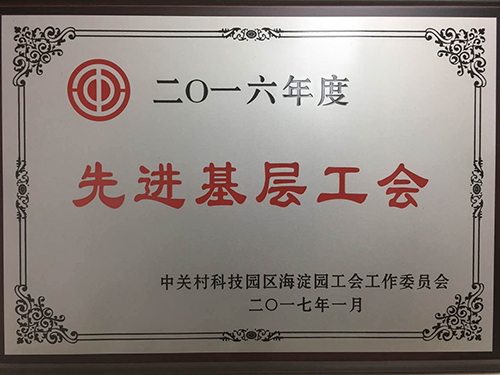 二〇一六年度
先进基层工会
中关村科技园区海淀园工会工作委员会
二〇一七年一月